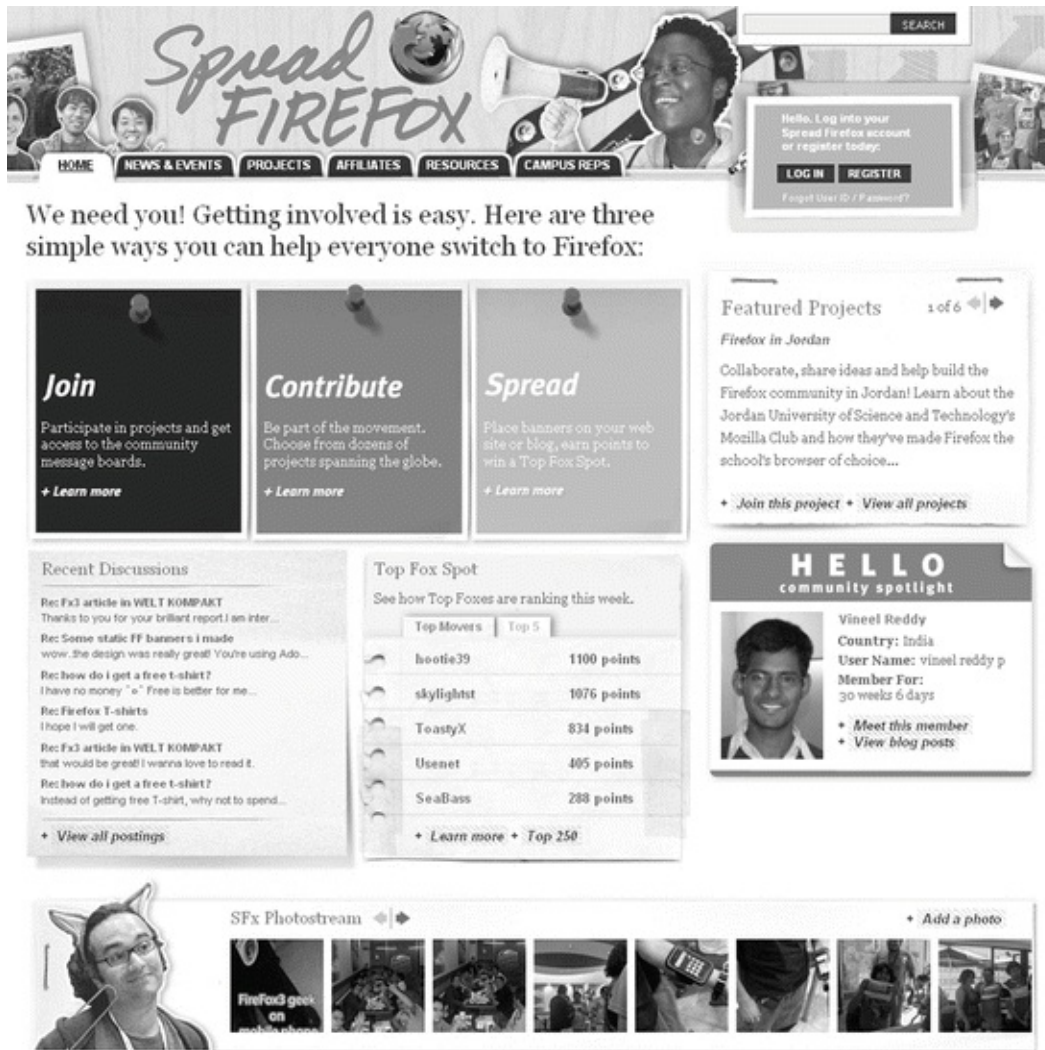 Spread
FIREFOX
SEARCH
Hello. Log into your
Spread Firefox account
or register today:
LOG IN REGISTER
Forgot User ID / Password?
HOME NEWS & EVENTS PROJECTS AFFILIATES RESOURCES CAMPUS REPS
We need you! Getting involved is easy. Here are three
simple ways you can help everyone switch to Firefox:
Join
Participate in projects and get
access to the community
message boards.
+ Learn more
Contribute
Be part of the movement.
Choose from dozens of
projects spanning the globe.
+ Learn more
Spread
Place banners on your web
site or blog, earn points to
win a Top Fox Spot.
+ Learn more
Featured Projects 1 of 6
Firefox in Jordan
Collaborate, share ideas and help build the
Firefox community in Jordan! Learn about the
Jordan University of Science and Technology's
Mozilla Club and how they've made Firefox the
school's browser of choice...
+ Join this project + View all projects
Recent Discussions
Re: Fx3 article in WELT KOMPAKT
Thanks to you for your brilliant report.I am inter...
Re: Some static FF banners i made
wow..the design was really great! You're using Ado...
Re: how do i get a free t-shirt?
I have no money ^o^ Free is better for me...
Re: Firefox T-shirts
I hope I will get one.
Re: Fx3 article in WELT KOMPAKT
that would be great! I wanna love to read it.
Re: how do i get a free t-shirt?
Instead of getting free T-shirt, why not to spend...
+ View all postings
Top Fox Spot
See how Top Foxes are ranking this week.
Top Movers Top 5
hootie39 1100 points
skylightst 1076 points
ToastyX 834 points
Usenet 405 points
SeaBass 288 points
+ Learn more + Top 250
HELLO
community spotlight
Vineel Reddy
Country: India
User Name: vineel reddy p
Member For:
30 weeks 6 days
+ Meet this member
+ View blog posts
SFx Photostream
+ Add a photo
FireFox3 geek
on
mobile phone